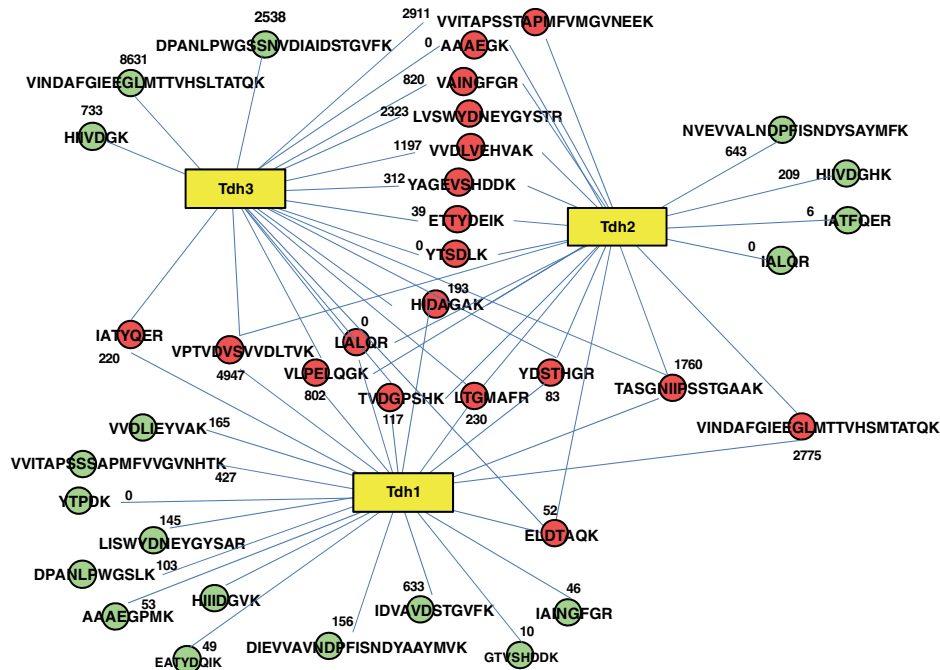 2911 VVITAPSSTAPMFVMGVNEEK
2538
DPANLPWGSSNVDIAIDSTGVFK
0 AAAEGK
8631
VINDAFGIEEGLMTTVHSLTATQK
820 VAINGFGR
733
HIIVDGK
2323 LVSWYDNEYGYSTR
NVEVVALNDPFISNDYSAYMFK
643
1197 VVDLVEHVAK
209 HIIVDGHK
312 YAGEVSHDDK
Tdh3
39 ETTYDEIK
6 IATFQER
Tdh2
0 YTSDLK
0
IALQR
193
HIDAGAK
IATYQER
220
0
LALQR
VPTVDVSVVDLTVK
4947
VLPELQGK
802
YDSTHGR
83
1760
TASGNIIPSSTGAAK
TVDGPSHK
117
LTGMAFR
230
VINDAFGIEEGLMTTVHSMTATQK
2775
VVDLIEYVAK 165
VVITAPSSSAPMFVVGVNHTK
427
YTPDK 0
Tdh1
145
LISWYDNEYGYSAR
52
ELDTAQK
DPANLPWGSLK 103
53
AAAEGPMK
HIIIDGVK
633
IDVAVDSTGVFK
46
IAINGFGR
49
EATYDQIK
156
DIEVVAVNDPFISNDYAAYMVK
10
GTVSHDDK